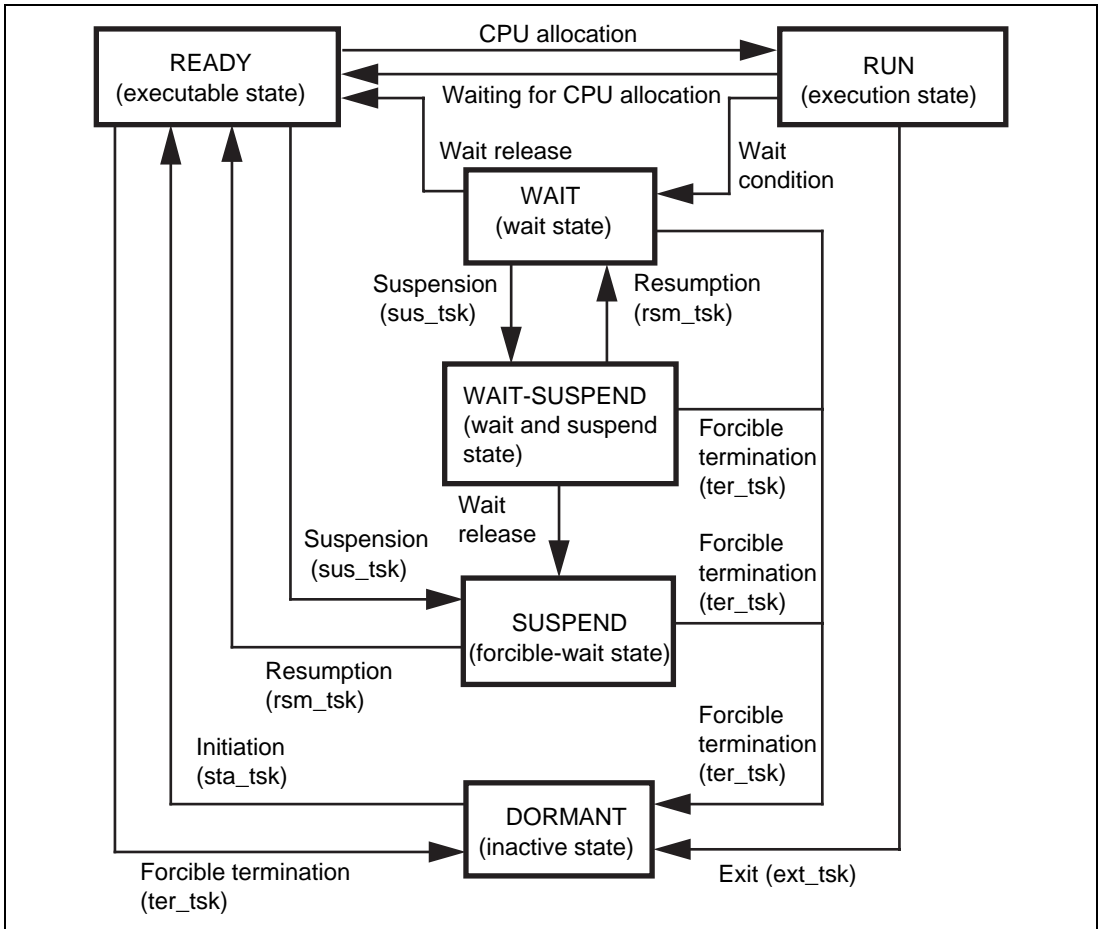 CPU allocation
READY
(executable state)
RUN
(execution state)
Waiting for CPU allocation
Wait release
Wait
condition
WAIT
(wait state)
Suspension
(sus_tsk)
Resumption
(rsm_tsk)
WAIT-SUSPEND
(wait and suspend
state)
Forcible
termination
(ter_tsk)
Wait
release
Suspension
(sus_tsk)
Forcible
termination
(ter_tsk)
SUSPEND
(forcible-wait state)
Resumption
(rsm_tsk)
Forcible
termination
(ter_tsk)
Initiation
(sta_tsk)
DORMANT
(inactive state)
Forcible termination
(ter_tsk)
Exit (ext_tsk)